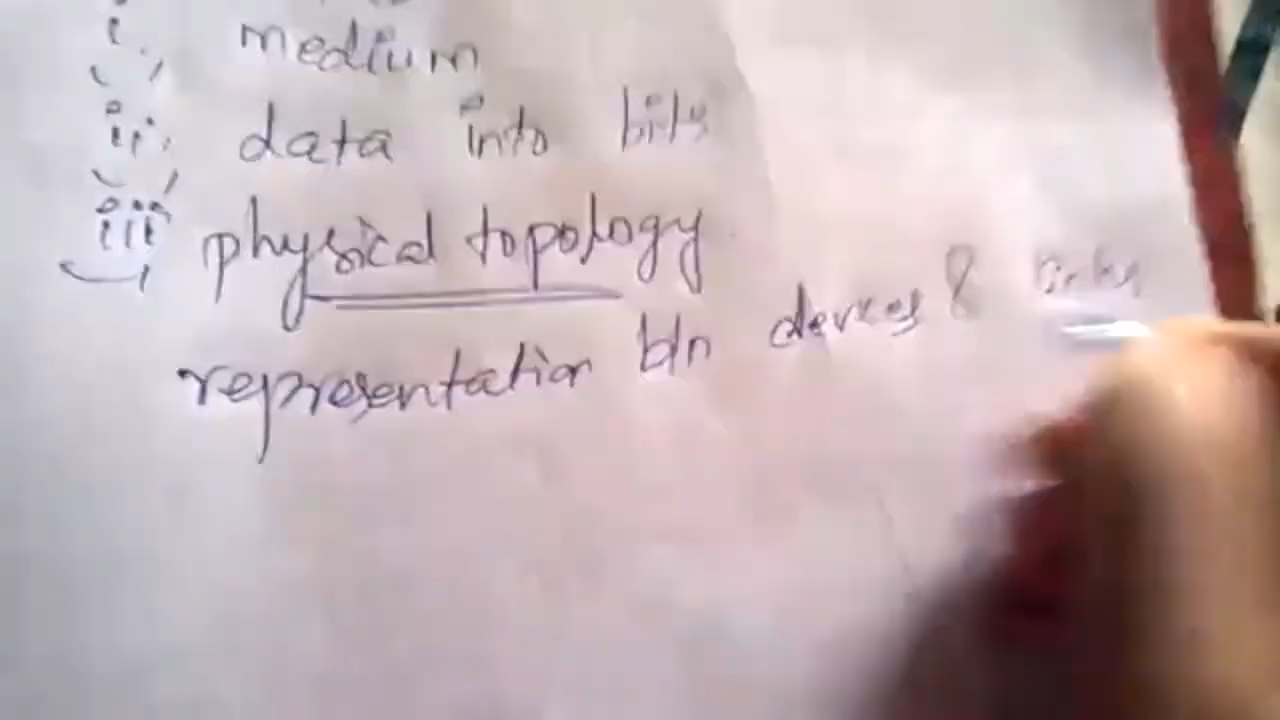 i. medium
ii. data into bits
iii physical topology
representation b/n devices &